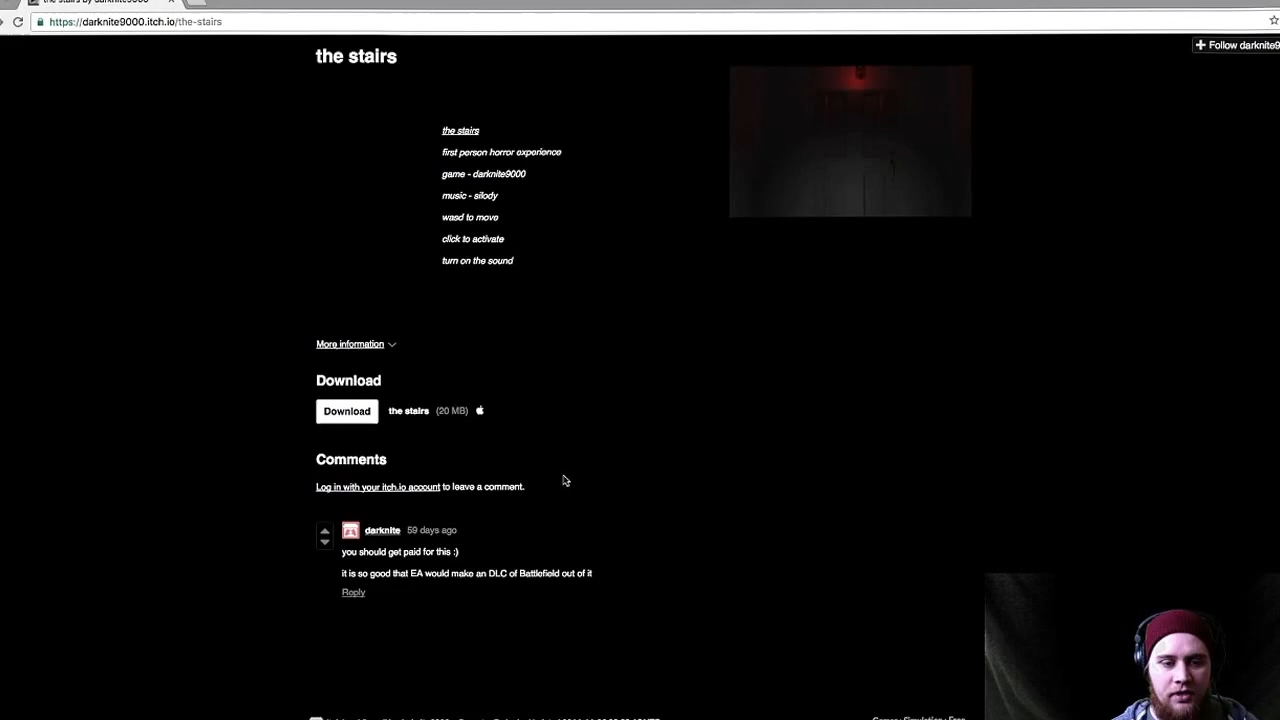 https://darknite9000.itch.io/the-stairs
the stairs
Follow darknite9
the stairs
first person horror experience
game - darknite9000
music - silody
wasd to move
click to activate
turn on the sound
More information
Download
Download the stairs (20 MB)
Comments
Log in with your itch.io account to leave a comment.
darknite 59 days ago
you should get paid for this :)
it is so good that EA would make an DLC of Battlefield out of it
Reply